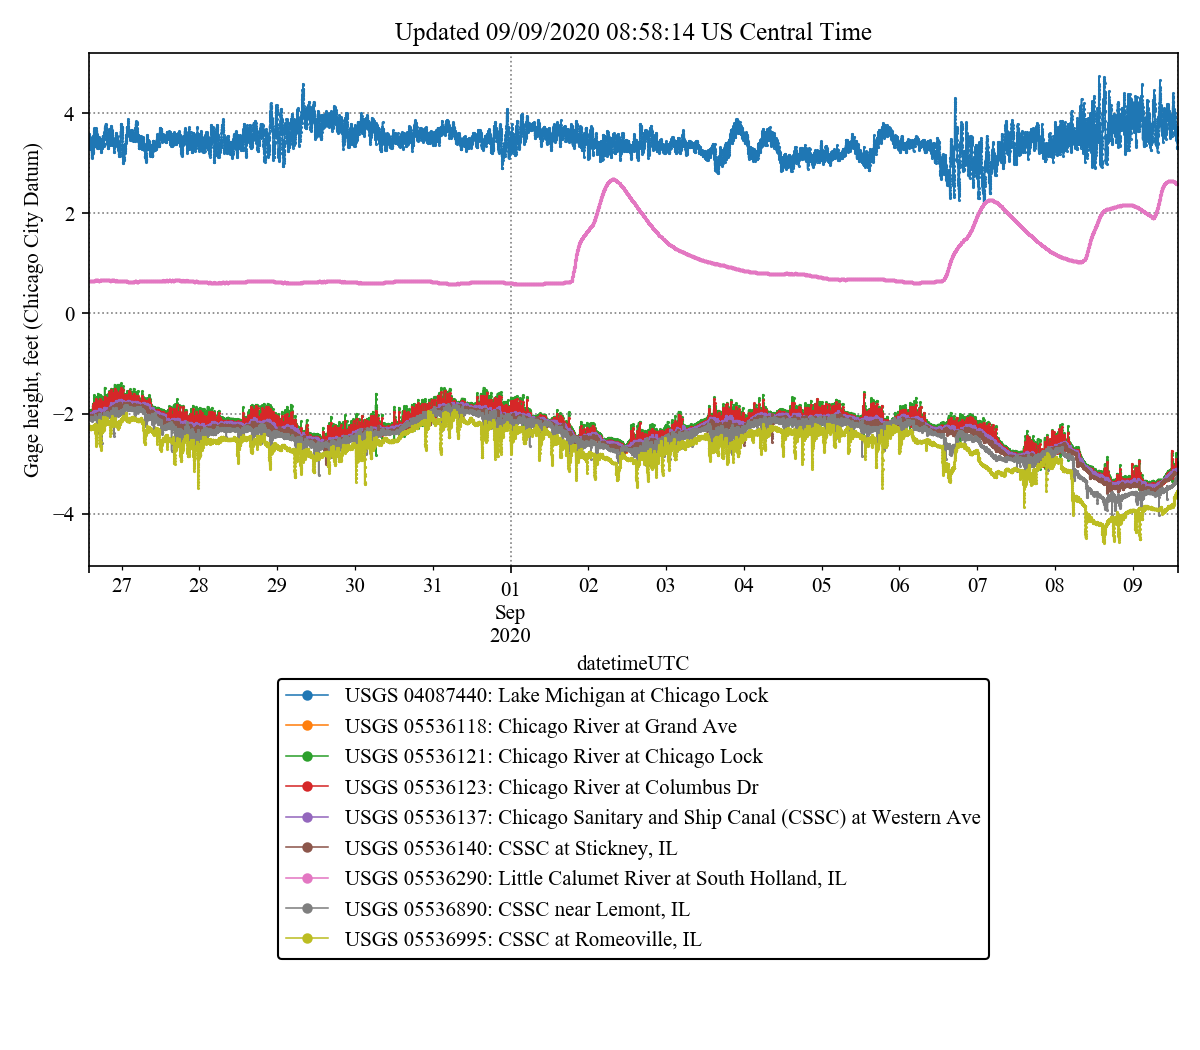 Updated 09/09/2020 08:58:14 US Central Time
Gage height, feet (Chicago City Datum)
4
2
0
−2
−4
27 28 29 30 31 01 02 03 04 05 06 07 08 09
Sep
2020
datetimeUTC
USGS 04087440: Lake Michigan at Chicago Lock
USGS 05536118: Chicago River at Grand Ave
USGS 05536121: Chicago River at Chicago Lock
USGS 05536123: Chicago River at Columbus Dr
USGS 05536137: Chicago Sanitary and Ship Canal (CSSC) at Western Ave
USGS 05536140: CSSC at Stickney, IL
USGS 05536290: Little Calumet River at South Holland, IL
USGS 05536890: CSSC near Lemont, IL
USGS 05536995: CSSC at Romeoville, IL